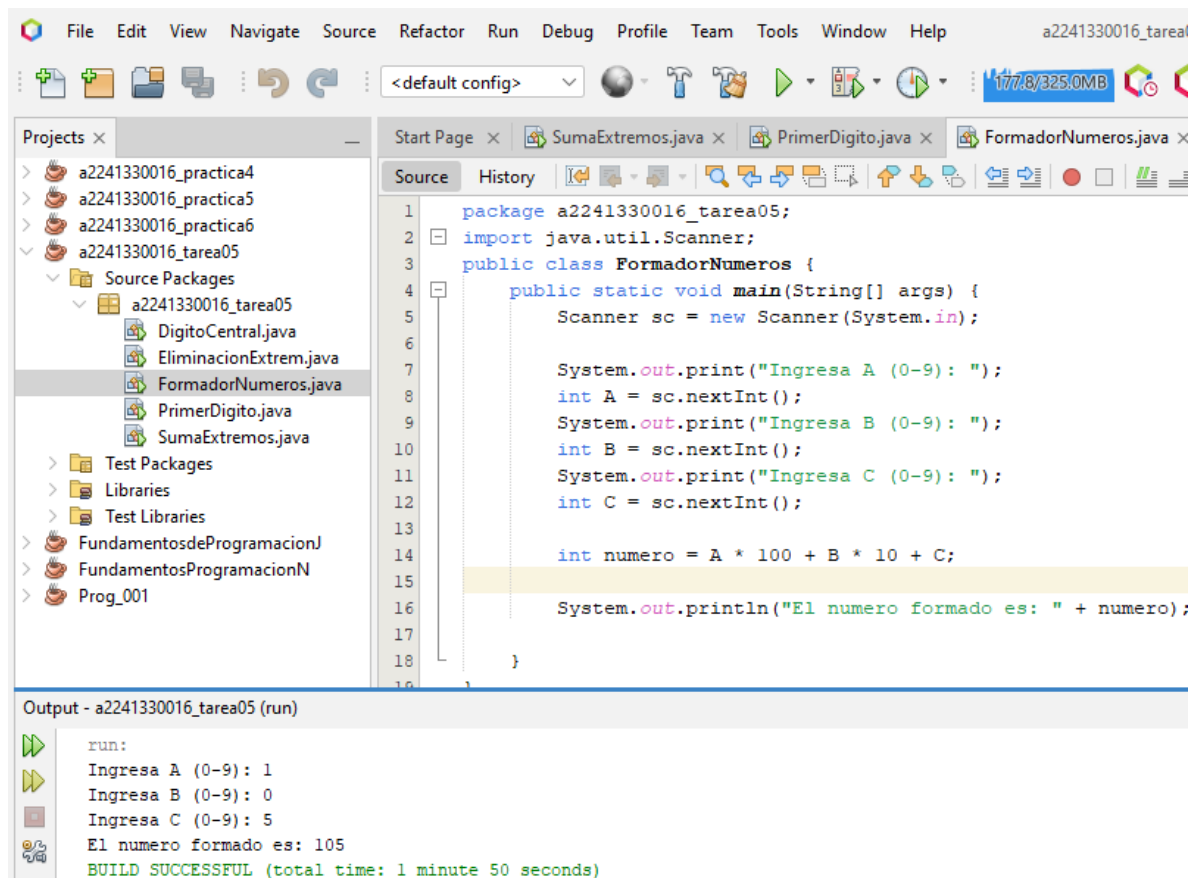 File Edit View Navigate Source Refactor Run Debug Profile Team Tools Window Help a2241330016_tarea0
<default config> 177.8/325.0MB
Projects
a2241330016_practica4
a2241330016_practica5
a2241330016_practica6
a2241330016_tarea05
Source Packages
a2241330016_tarea05
DigitoCentral.java
EliminacionExtrem.java
FormadorNumeros.java
PrimerDigito.java
SumaExtremos.java
Test Packages
Libraries
Test Libraries
FundamentosdeProgramacionJ
FundamentosProgramacionN
Prog_001
Start Page SumaExtremos.java PrimerDigito.java FormadorNumeros.java
Source History
1 package a2241330016_tarea05;
2 import java.util.Scanner;
3 public class FormadorNumeros {
4 public static void main(String[] args) {
5 Scanner sc = new Scanner(System.in);
6
7 System.out.print("Ingresa A (0-9): ");
8 int A = sc.nextInt();
9 System.out.print("Ingresa B (0-9): ");
10 int B = sc.nextInt();
11 System.out.print("Ingresa C (0-9): ");
12 int C = sc.nextInt();
13
14 int numero = A * 100 + B * 10 + C;
15
16 System.out.println("El numero formado es: " + numero);
17
18 }
19 }
Output - a2241330016_tarea05 (run)
run:
Ingresa A (0-9): 1
Ingresa B (0-9): 0
Ingresa C (0-9): 5
El numero formado es: 105
BUILD SUCCESSFUL (total time: 1 minute 50 seconds)